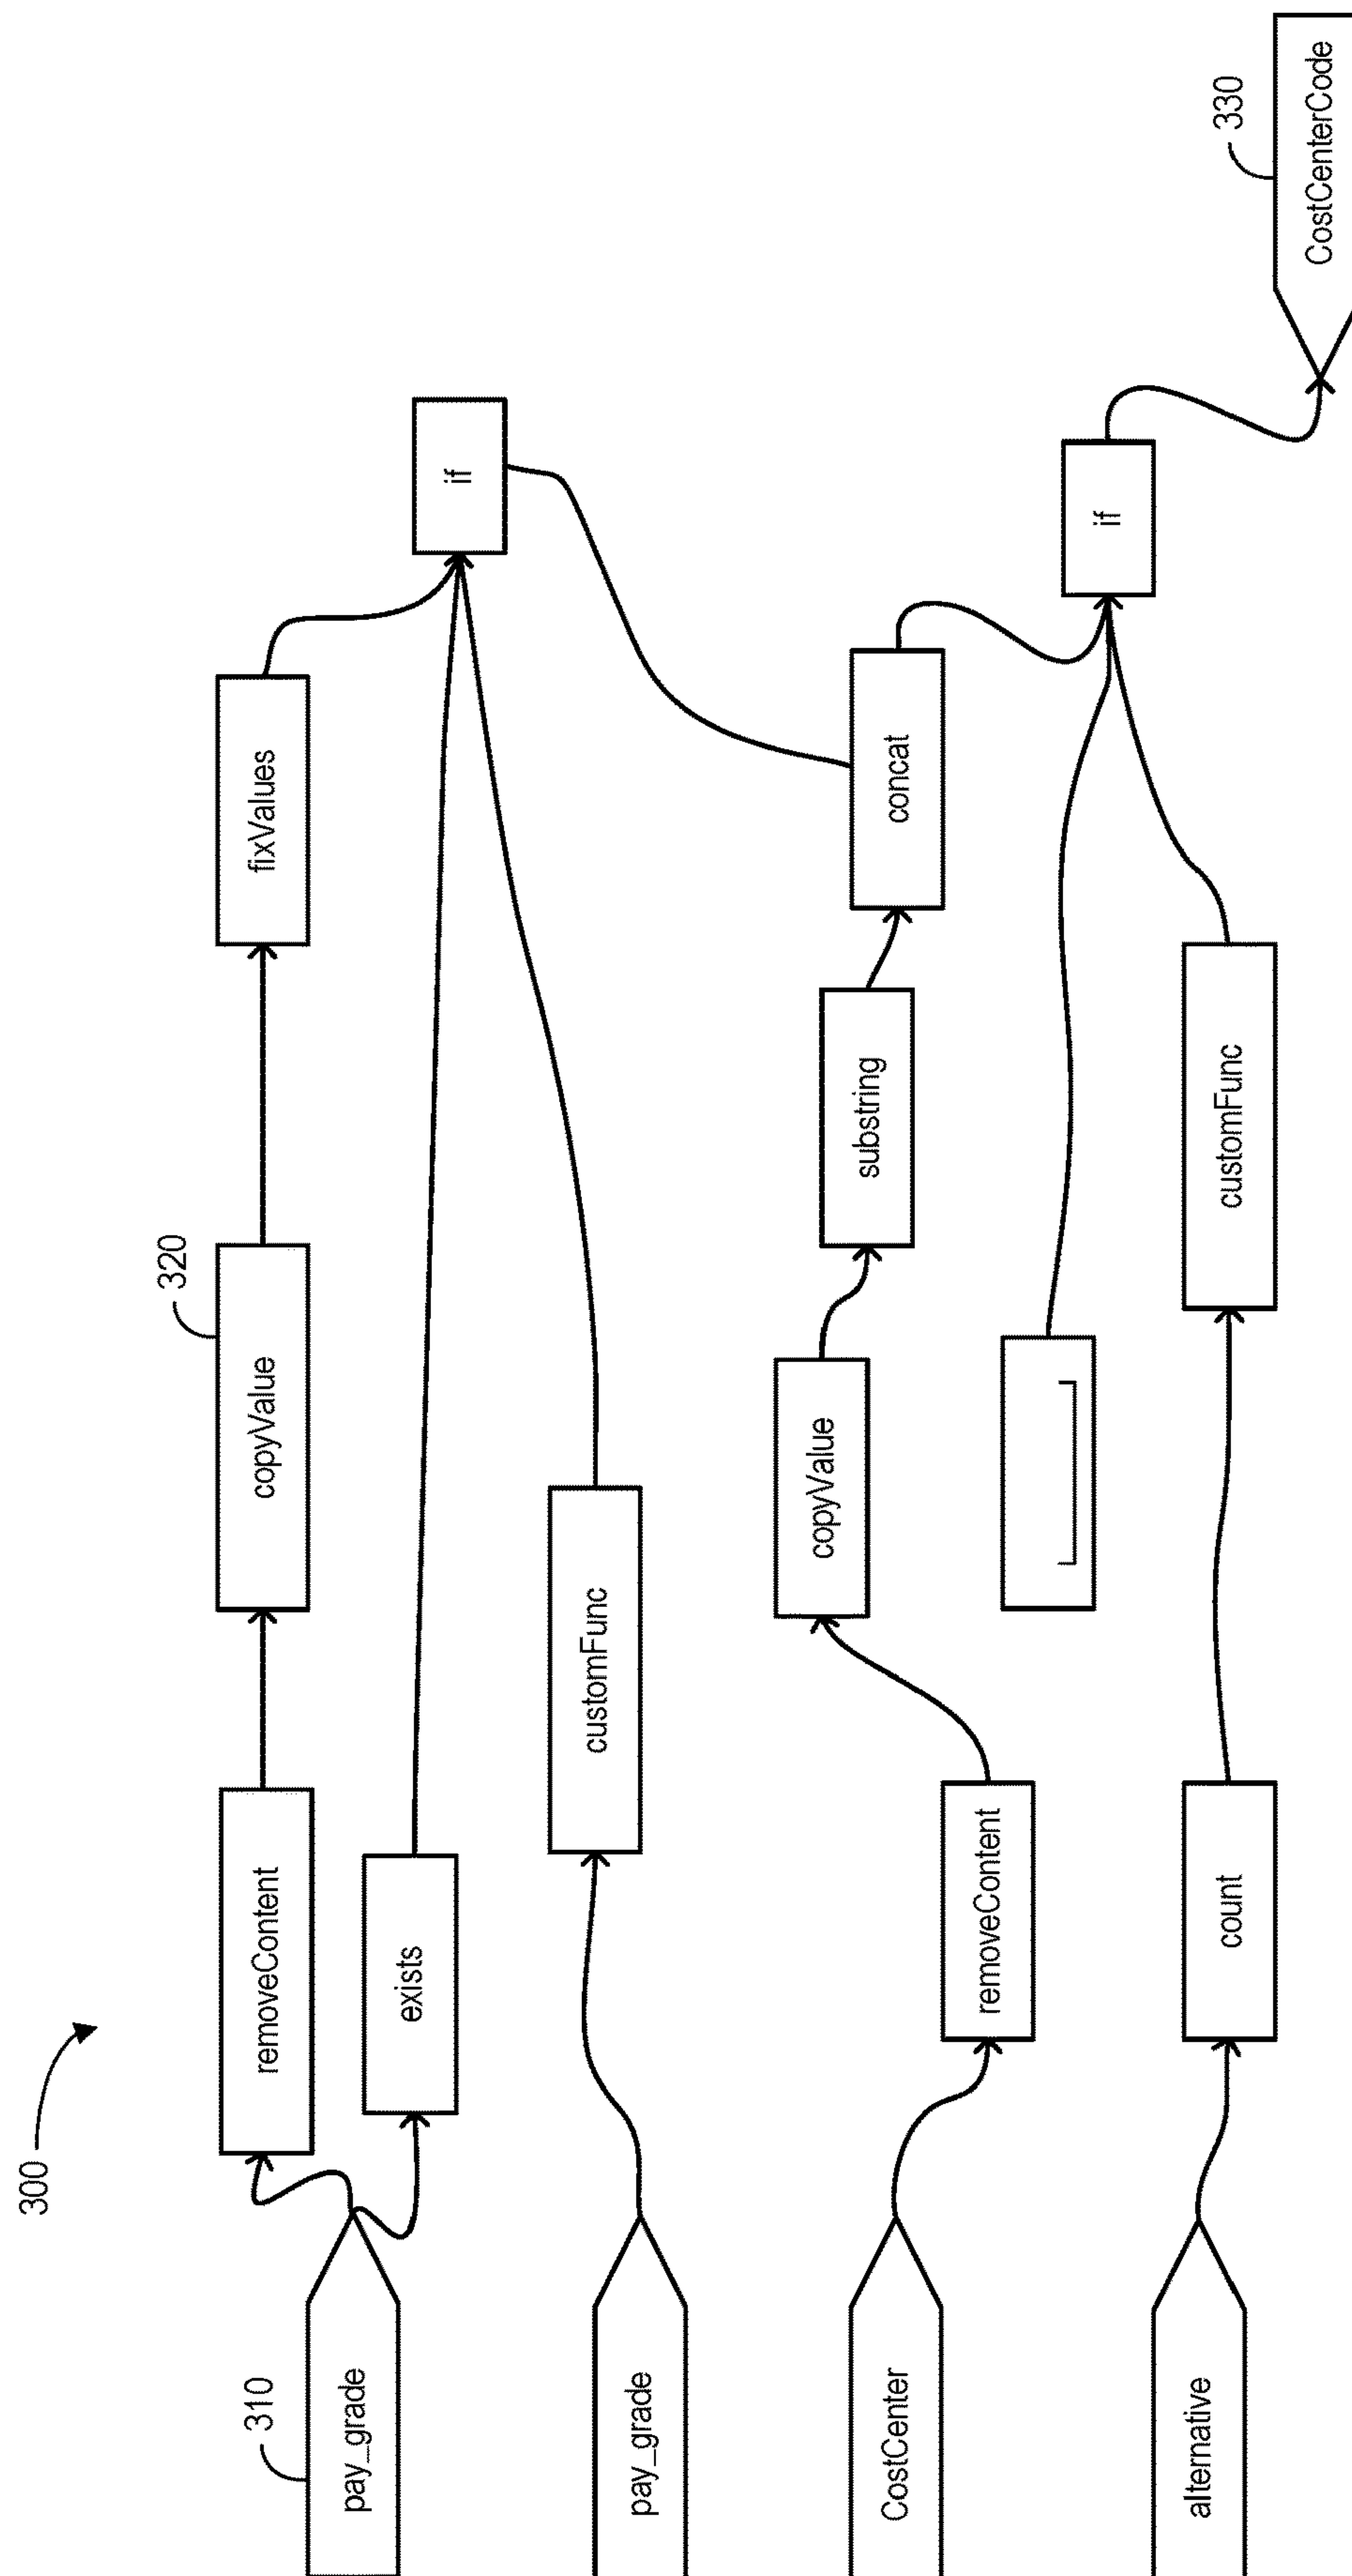 300
310
pay_grade
removeContent
copyValue
320
fixValues
exists
if
pay_grade
customFunc
CostCenter
removeContent
copyValue
substring
concat
if
alternative
count
customFunc
330
CostCenterCode